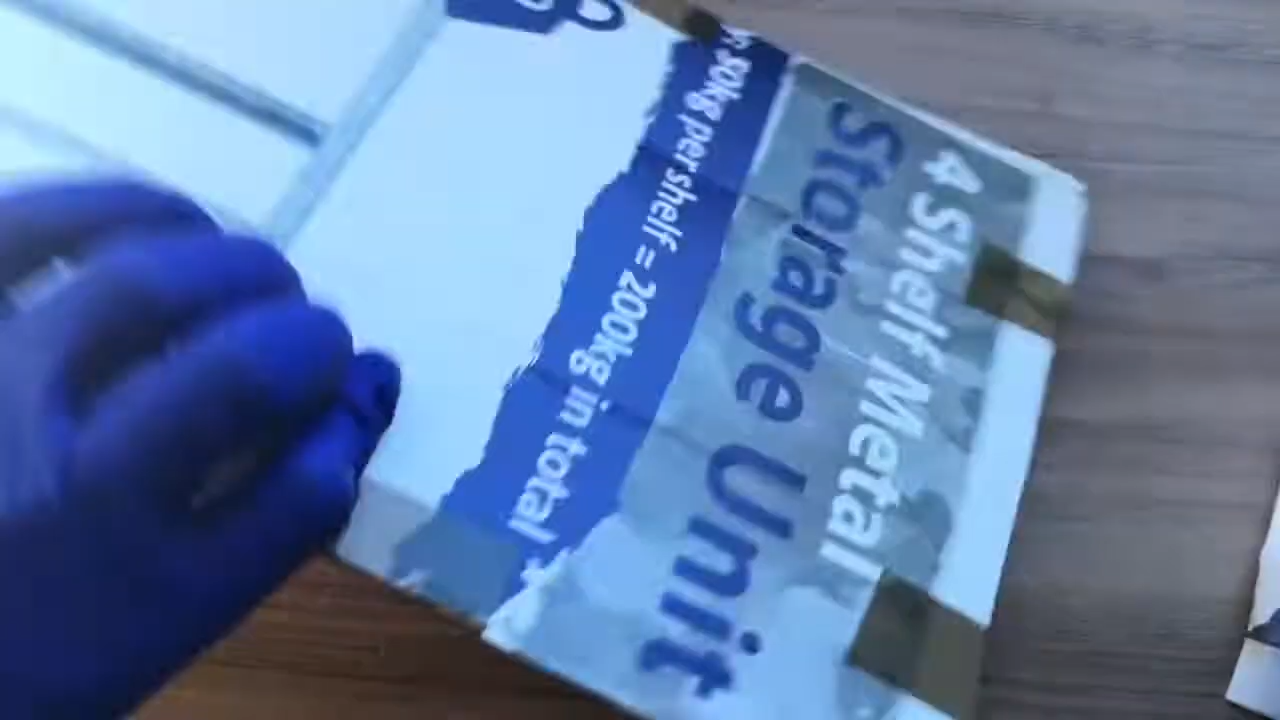 4 Shelf Metal
Storage Unit
50kg per shelf = 200kg in total